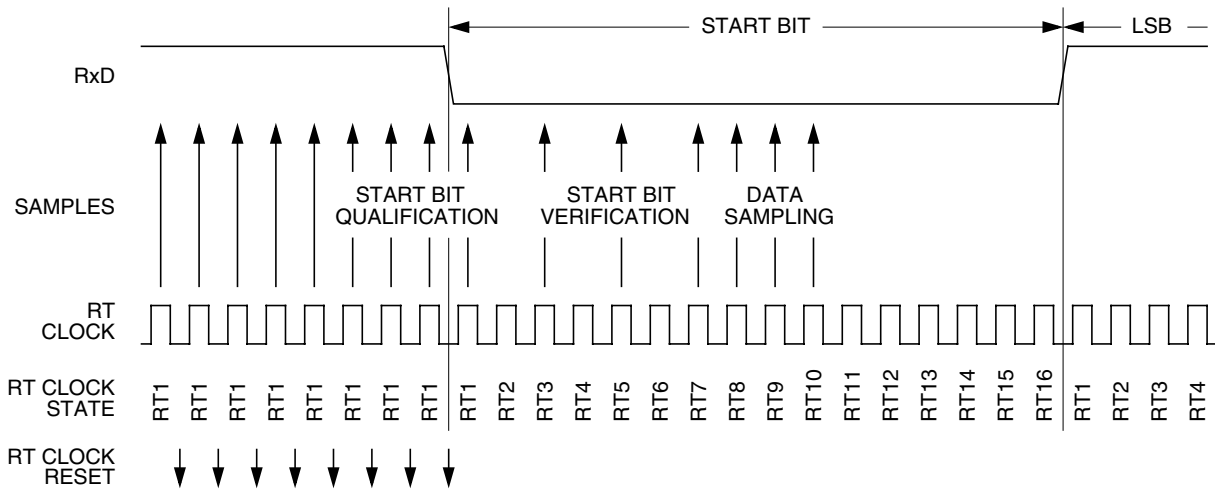 START BIT
LSB
RxD
SAMPLES
START BIT
QUALIFICATION
START BIT
VERIFICATION
DATA
SAMPLING
RT
CLOCK
RT CLOCK
STATE
RT1 RT1 RT1 RT1 RT1 RT1 RT1 RT1 RT1 RT2 RT3 RT4 RT5 RT6 RT7 RT8 RT9 RT10 RT11 RT12 RT13 RT14 RT15 RT16 RT1 RT2 RT3 RT4
RT CLOCK
RESET